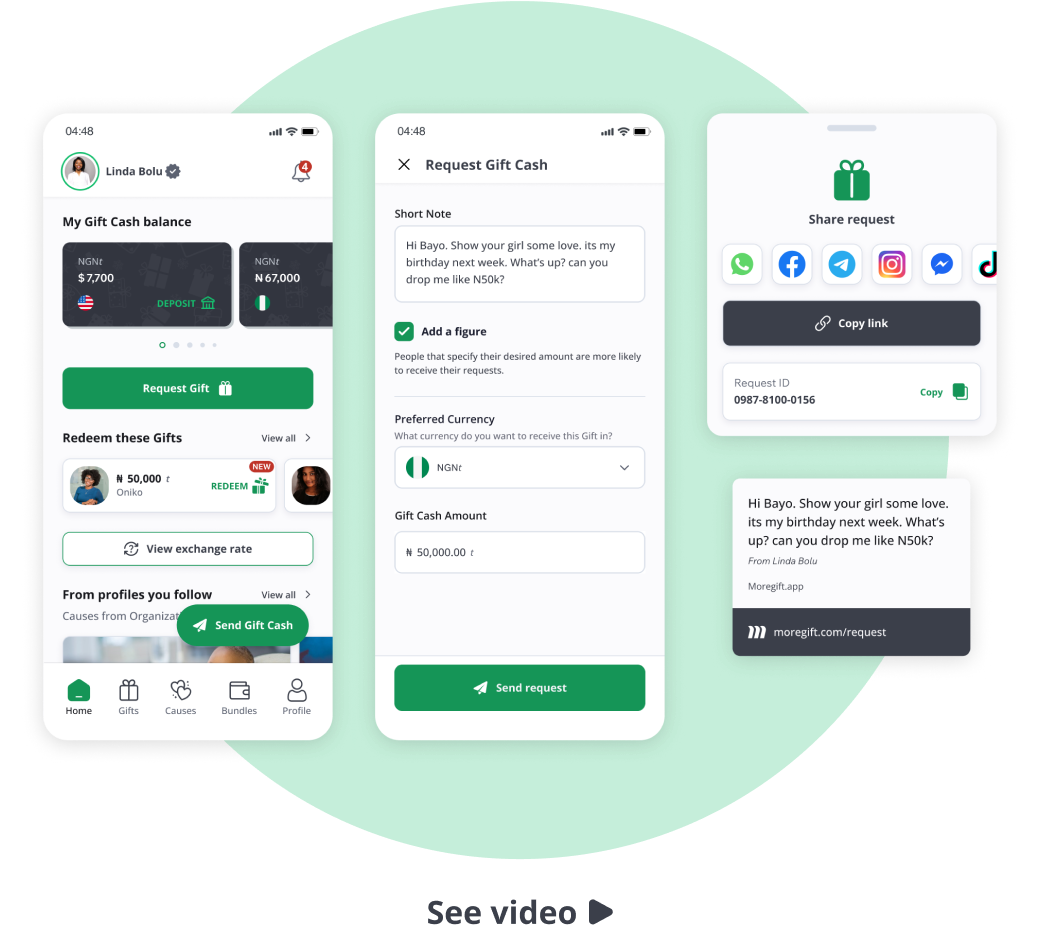 04:48
Linda Bolu
4
My Gift Cash balance
NGNt
$7,700
DEPOSIT
NGNt
₦67,000
Request Gift
Redeem these Gifts
View all
NEW
₦ 50,000 t
Oniko
REDEEM
View exchange rate
From profiles you follow
View all
Causes from Organizat
Send Gift Cash
Home
Gifts
Causes
Bundles
Profile
04:48
Request Gift Cash
Short Note
Hi Bayo. Show your girl some love. its my
birthday next week. What's up? can you
drop me like N50k?
Add a figure
People that specify their desired amount are more likely
to receive their requests.
Preferred Currency
What currency do you want to receive this Gift in?
NGNt
Gift Cash Amount
₦ 50,000.00 t
Send request
Share request
Copy link
Request ID
0987-8100-0156
Copy
Hi Bayo. Show your girl some love.
its my birthday next week. What's
up? can you drop me like N50k?
From Linda Bolu
Moregift.app
moregift.com/request
See video